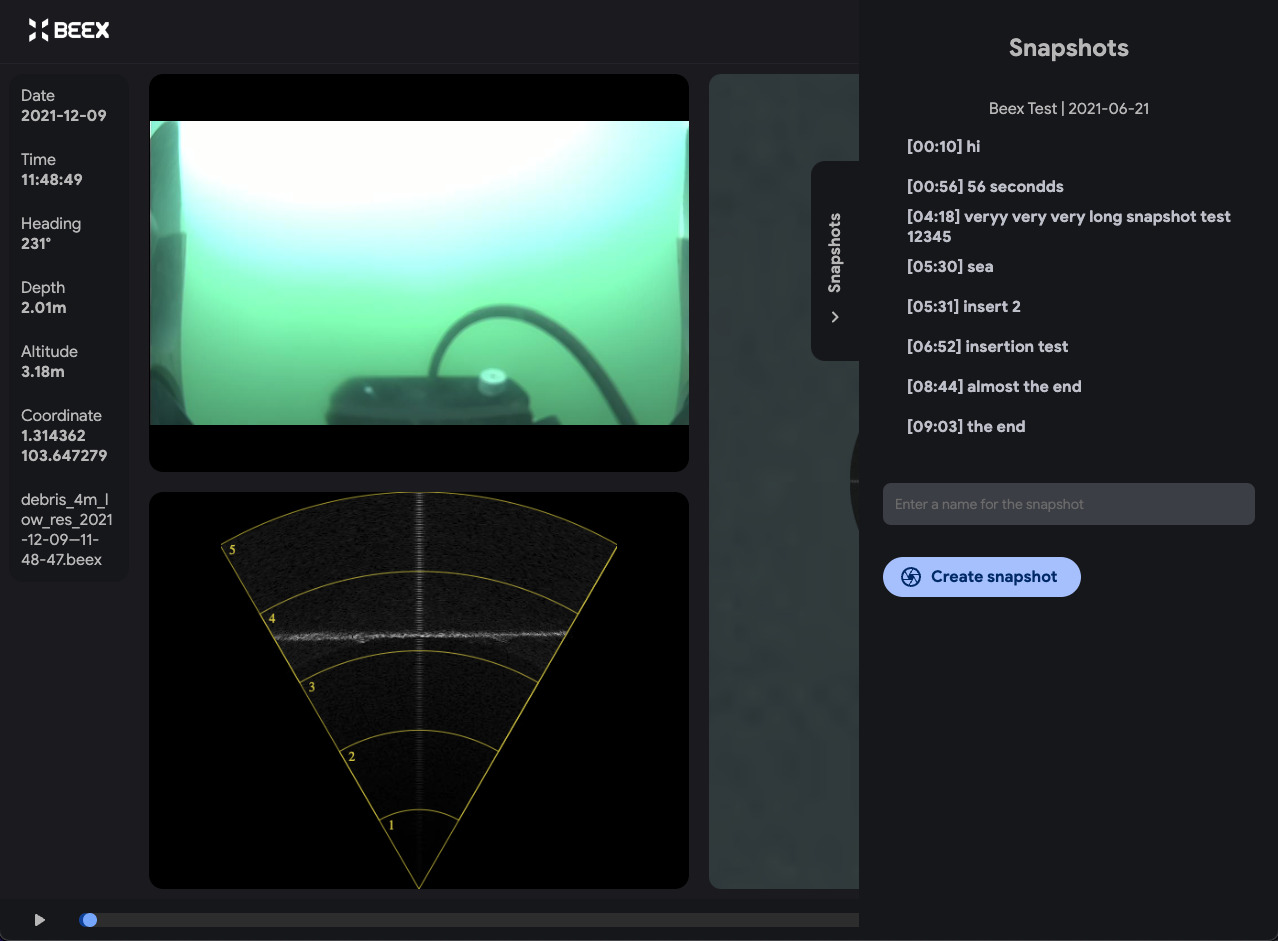 BEEX
Date
2021-12-09
Time
11:48:49
Heading
231°
Depth
2.01m
Altitude
3.18m
Coordinate
1.314362
103.647279
debris_4m_l
ow_res_2021
-12-09—11-
48-47.beex
5
4
3
2
1
Snapshots
Snapshots
Beex Test | 2021-06-21
[00:10] hi
[00:56] 56 secondds
[04:18] veryy very very long snapshot test
12345
[05:30] sea
[05:31] insert 2
[06:52] insertion test
[08:44] almost the end
[09:03] the end
Enter a name for the snapshot
Create snapshot